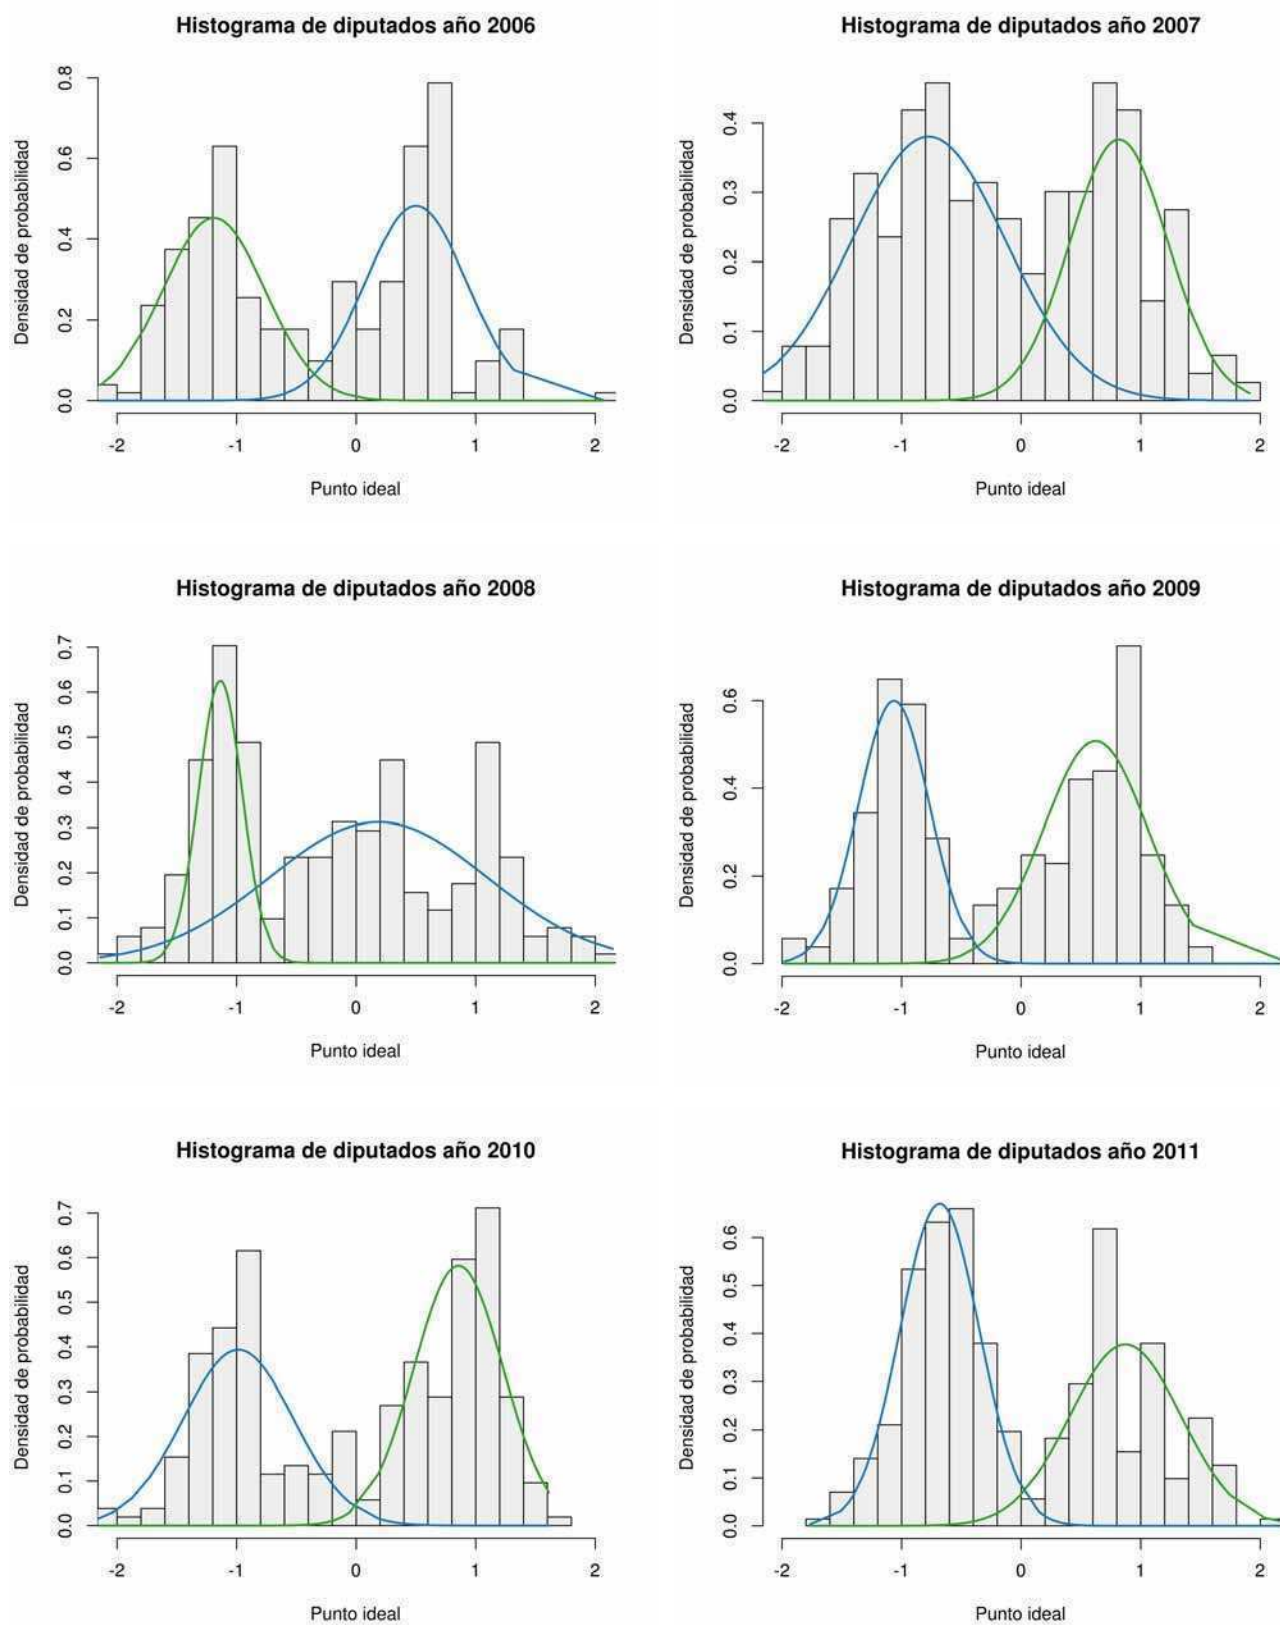 Histograma de diputados año 2006
Densidad de probabilidad
0.0 0.2 0.4 0.6 0.8
-2 -1 0 1 2
Punto ideal
Histograma de diputados año 2007
Densidad de probabilidad
0.0 0.1 0.2 0.3 0.4
-2 -1 0 1 2
Punto ideal
Histograma de diputados año 2008
Densidad de probabilidad
0.0 0.1 0.2 0.3 0.4 0.5 0.6 0.7
-2 -1 0 1 2
Punto ideal
Histograma de diputados año 2009
Densidad de probabilidad
0.0 0.2 0.4 0.6
-2 -1 0 1 2
Punto ideal
Histograma de diputados año 2010
Densidad de probabilidad
0.0 0.1 0.2 0.3 0.4 0.5 0.6 0.7
-2 -1 0 1 2
Punto ideal
Histograma de diputados año 2011
Densidad de probabilidad
0.0 0.1 0.2 0.3 0.4 0.5 0.6
-2 -1 0 1 2
Punto ideal